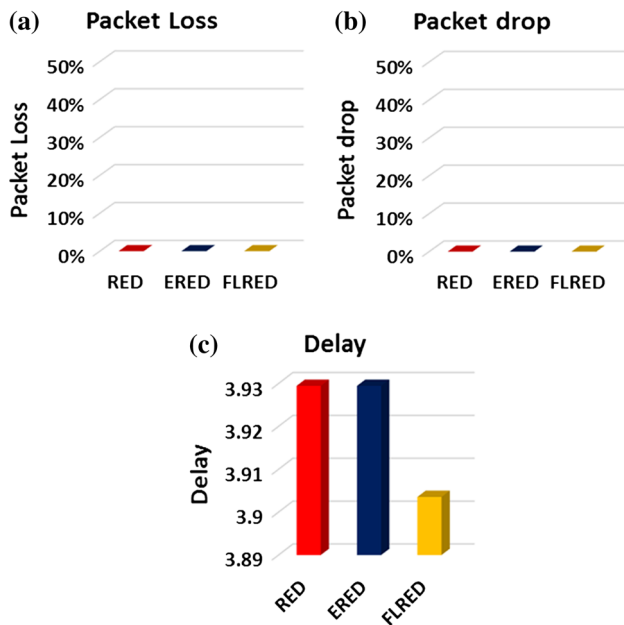 (a) Packet Loss
Packet Loss
50%
40%
30%
20%
10%
0%
RED ERED FLRED
(b) Packet drop
Packet drop
50%
40%
30%
20%
10%
0%
RED ERED FLRED
(c) Delay
Delay
3.93
3.92
3.91
3.9
3.89
RED ERED FLRED